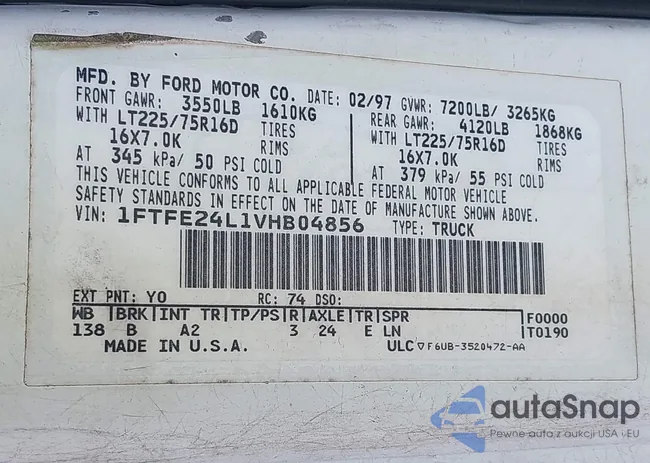 MFD. BY FORD MOTOR CO. DATE: 02/97 GVWR: 7200LB/ 3265KG
FRONT GAWR: 3550LB 1610KG REAR GAWR: 4120LB 1868KG
WITH LT225/75R16D TIRES WITH LT225/75R16D TIRES
16X7.0K RIMS 16X7.0K RIMS
AT 345 kPa/ 50 PSI COLD AT 379 kPa/ 55 PSI COLD
THIS VEHICLE CONFORMS TO ALL APPLICABLE FEDERAL MOTOR VEHICLE
SAFETY STANDARDS IN EFFECT ON THE DATE OF MANUFACTURE SHOWN ABOVE.
VIN: 1FTFE24L1VHB04856 TYPE: TRUCK
EXT PNT: YO RC: 74 DSO:
WB |BRK|INT TR|TP/PS|R|AXLE|TR|SPR F0000
138 B A2 3 24 E LN T0190
MADE IN U.S.A. ULC ▽ F6UB-3520472-AA
autaSnap
Pewne auta z aukcji USA i EU